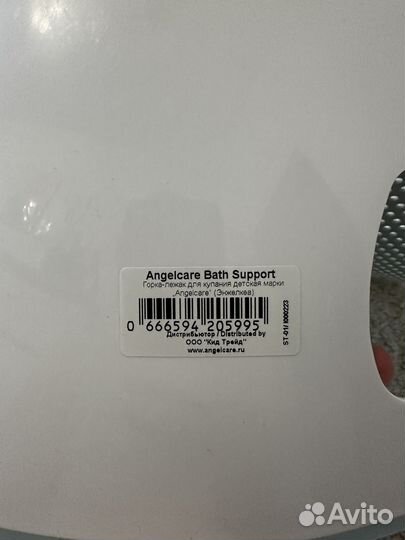 Angelcare Bath Support
Горка-лежак для купания детская марки
„Angelcare“ (Энжелкеа)
0 666594 205995
Дистрибьютор / Distributed by
ООО "Кид Трейд"
www.angelcare.ru
ST-01/ I000223
Avito